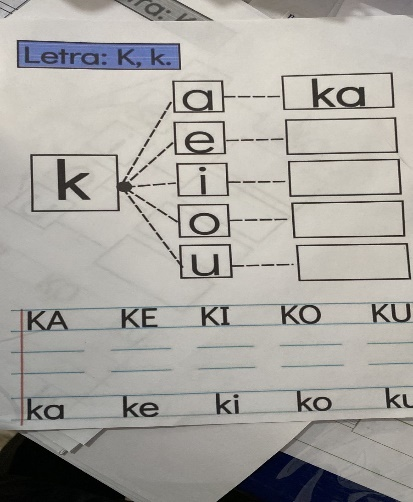 Letra: K, k.
a ka
e
k i
o
u
KA KE KI KO KU
ka ke ki ko ku